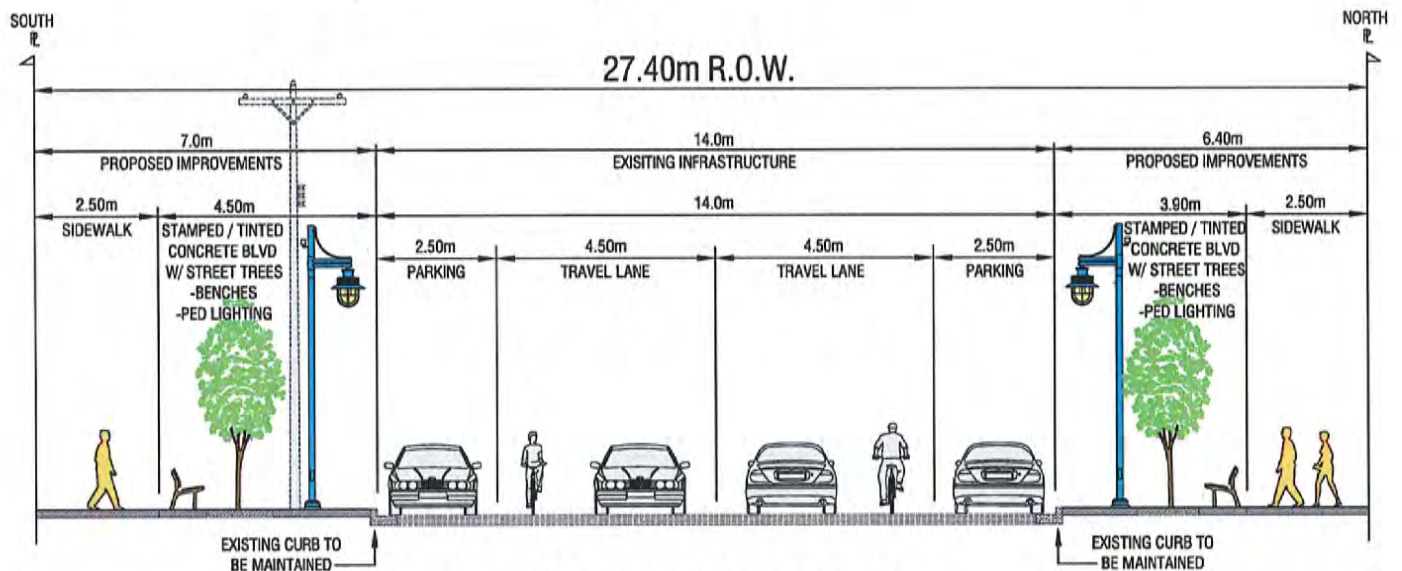 SOUTH
PL
NORTH
PL
27.40m R.O.W.
7.0m
PROPOSED IMPROVEMENTS
14.0m
EXISITING INFRASTRUCTURE
6.40m
PROPOSED IMPROVEMENTS
2.50m
SIDEWALK
4.50m
STAMPED / TINTED
CONCRETE BLVD
W/ STREET TREES
-BENCHES
-PED LIGHTING
14.0m
2.50m
PARKING
4.50m
TRAVEL LANE
4.50m
TRAVEL LANE
2.50m
PARKING
3.90m
STAMPED / TINTED
CONCRETE BLVD
W/ STREET TREES
-BENCHES
-PED LIGHTING
2.50m
SIDEWALK
EXISTING CURB TO
BE MAINTAINED
EXISTING CURB TO
BE MAINTAINED